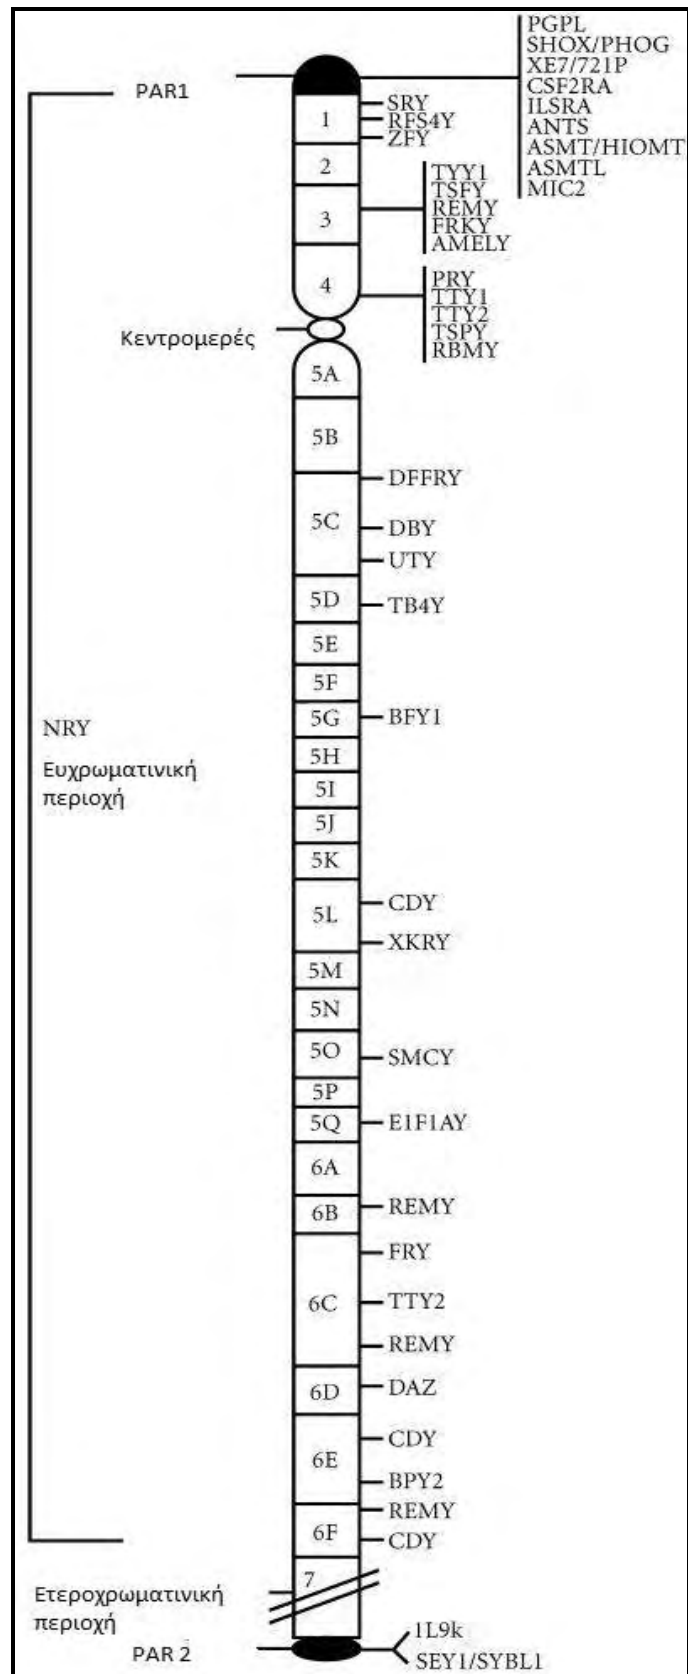 PGPL
SHOX/PHOG
XE7/721P
CSF2RA
ILSRA
ANTS
ASMT/HIOMT
ASMTL
MIC2
PAR1
SRY
RFS4Y
ZFY
1
2
3
TYY1
TSFY
REMY
FRKY
AMELY
4
PRY
TTY1
TTY2
TSPY
RBMY
Κεντρομερές
5A
5B
DFFRY
5C
DBY
UTY
5D
TB4Y
5E
5F
5G
BFY1
NRY
Ευχρωματινική
περιοχή
5H
5I
5J
5K
5L
CDY
XKRY
5M
5N
5O
SMCY
5P
5Q
E1F1AY
6A
6B
REMY
FRY
6C
TTY2
REMY
6D
DAZ
CDY
6E
BPY2
REMY
6F
CDY
7
Ετεροχρωματινική
περιοχή
PAR 2
1L9k
SEY1/SYBL1